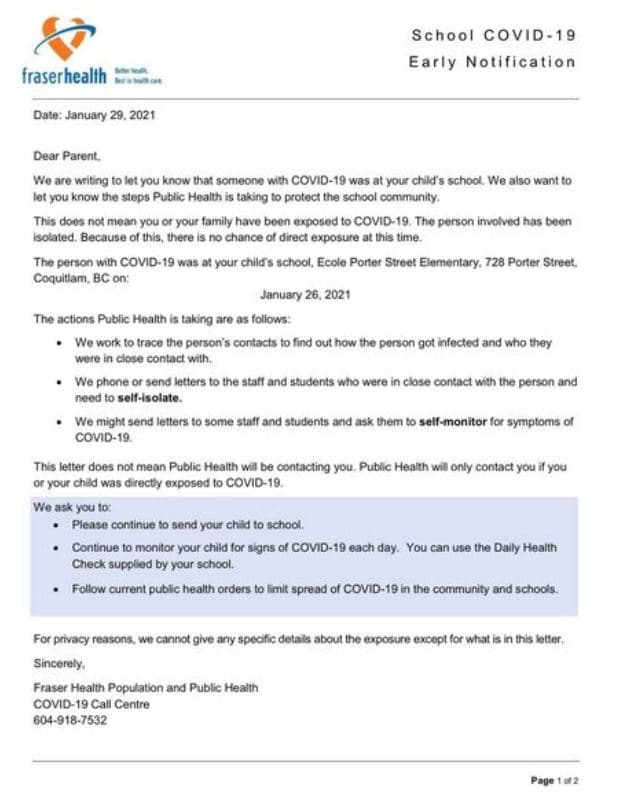 School COVID-19
Early Notification
fraserhealth
Better health.
Best in health care.
Date: January 29, 2021
Dear Parent,
We are writing to let you know that someone with COVID-19 was at your child's school. We also want to
let you know the steps Public Health is taking to protect the school community.
This does not mean you or your family have been exposed to COVID-19. The person involved has been
isolated. Because of this, there is no chance of direct exposure at this time.
The person with COVID-19 was at your child's school, Ecole Porter Street Elementary, 728 Porter Street,
Coquitlam, BC on:
January 26, 2021
The actions Public Health is taking are as follows:
• We work to trace the person's contacts to find out how the person got infected and who they
were in close contact with.
• We phone or send letters to the staff and students who were in close contact with the person and
need to self-isolate.
• We might send letters to some staff and students and ask them to self-monitor for symptoms of
COVID-19.
This letter does not mean Public Health will be contacting you. Public Health will only contact you if you
or your child was directly exposed to COVID-19.
We ask you to:
• Please continue to send your child to school.
• Continue to monitor your child for signs of COVID-19 each day. You can use the Daily Health
Check supplied by your school.
• Follow current public health orders to limit spread of COVID-19 in the community and schools.
For privacy reasons, we cannot give any specific details about the exposure except for what is in this letter.
Sincerely,
Fraser Health Population and Public Health
COVID-19 Call Centre
604-918-7532
Page 1 of 2